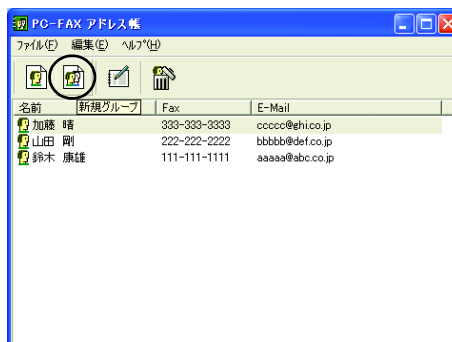 PC-FAX アドレス帳
ファイル(F) 編集(E) ヘルプ(H)
新規グループ
名前 Fax E-Mail
加藤 晴 333-333-3333 ccccc@ghi.co.jp
山田 剛 222-222-2222 bbbbb@def.co.jp
鈴木 康雄 111-111-1111 aaaaa@abc.co.jp